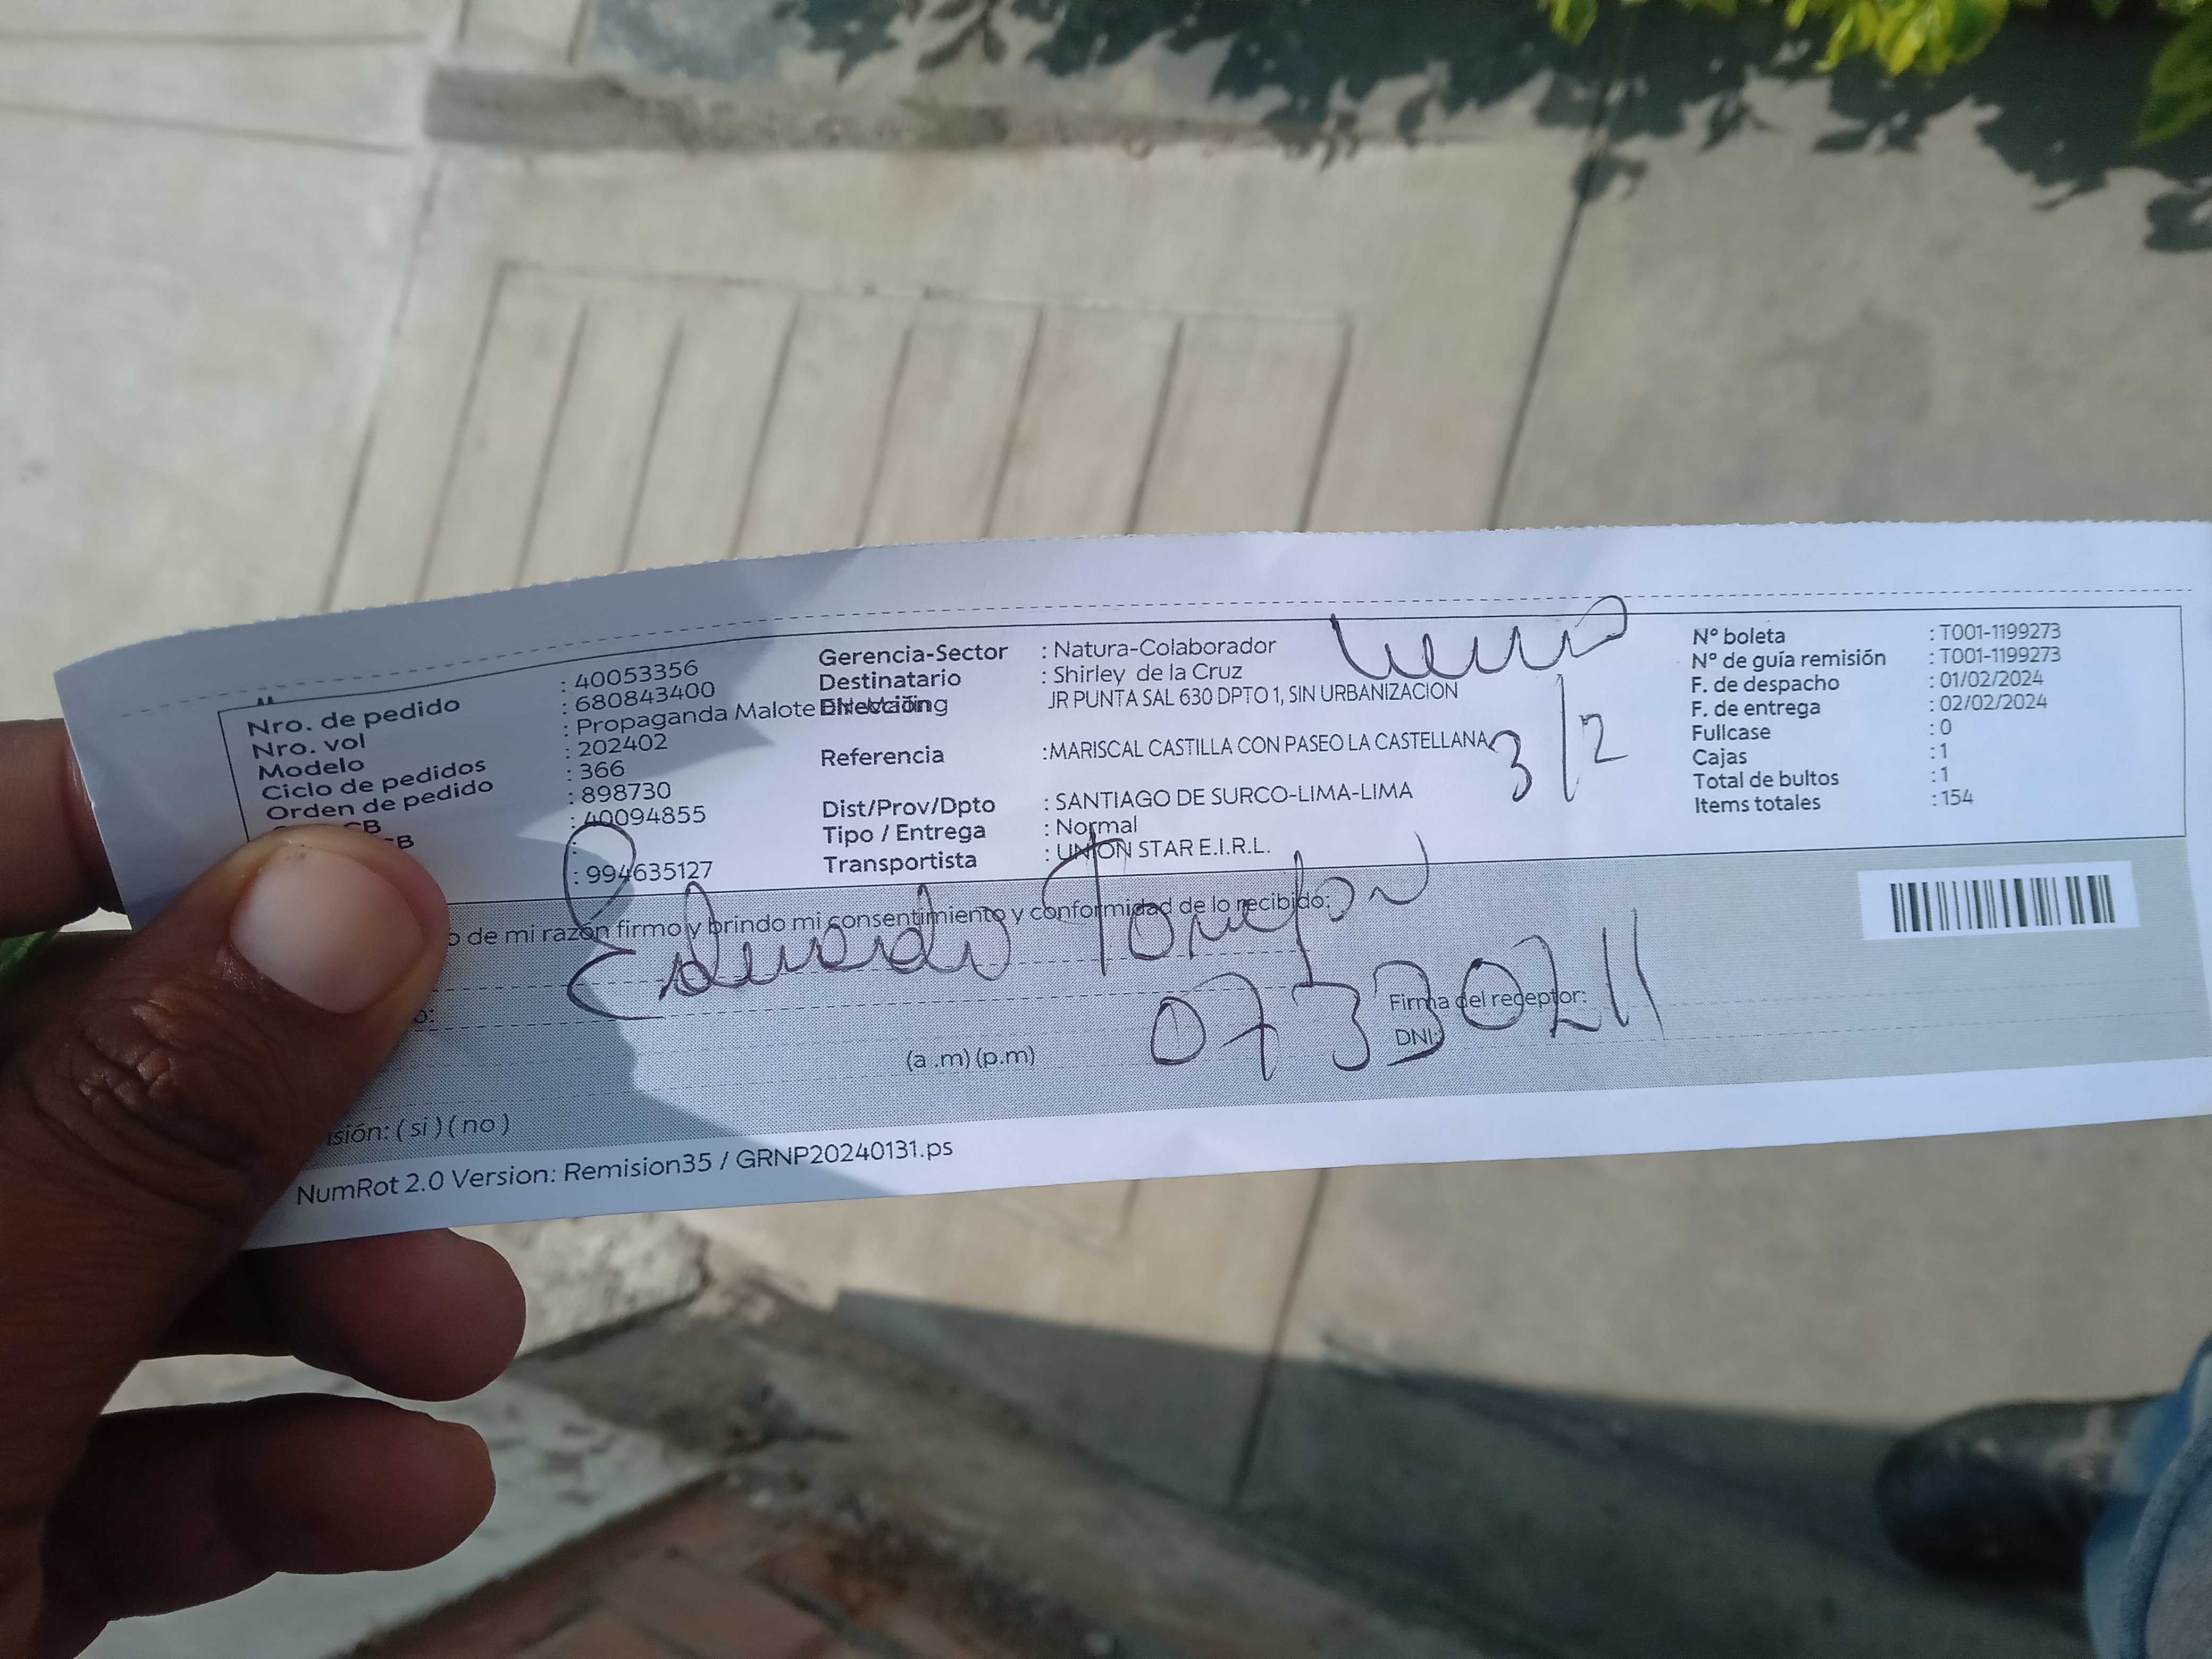 Nro. de pedido : 40053356
Nro. vol : 680843400
Modelo : Propaganda Malote
Ciclo de pedidos : 202402
Orden de pedido : 366
CB : 898730
CB : 40094855
:
: 994635127
Gerencia-Sector : Natura-Colaborador
Destinatario : Shirley de la Cruz
Dirección JR PUNTA SAL 630 DPTO 1, SIN URBANIZACION
Referencia :MARISCAL CASTILLA CON PASEO LA CASTELLANA
Dist/Prov/Dpto : SANTIAGO DE SURCO-LIMA-LIMA
Tipo / Entrega : Normal
Transportista : UNION STAR E.I.R.L.
3/2
N° boleta : T001-1199273
N° de guía remisión : T001-1199273
F. de despacho : 01/02/2024
F. de entrega : 02/02/2024
Fullcase : 0
Cajas : 1
Total de bultos : 1
Items totales : 154
o de mi razón firmo y brindo mi consentimiento y conformidad de lo recibido:
Eduardo
o:
Firma del receptor:
07330211
DNI:
(a .m) (p.m)
isión: ( si ) ( no )
NumRot 2.0 Version: Remision35 / GRNP20240131.ps